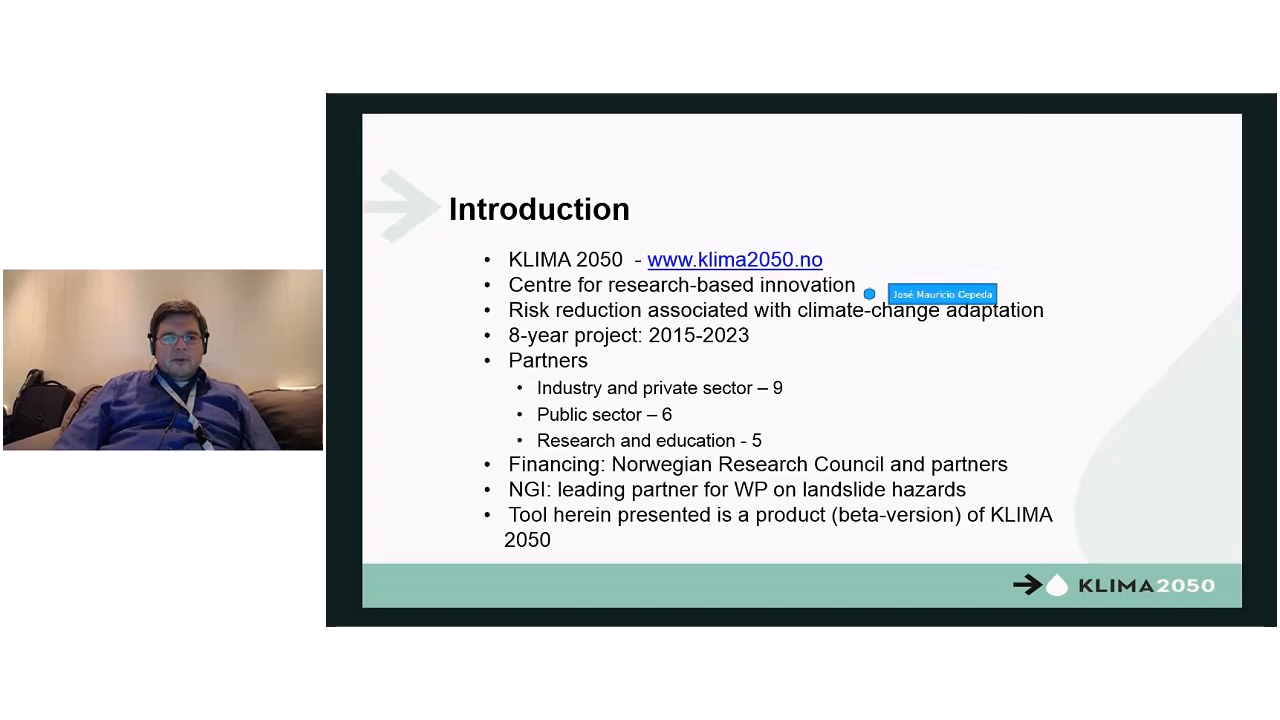 Introduction
• KLIMA 2050 - www.klima2050.no
• Centre for research-based innovation
José Mauricio Cepeda
• Risk reduction associated with climate-change adaptation
• 8-year project: 2015-2023
• Partners
• Industry and private sector – 9
• Public sector – 6
• Research and education - 5
• Financing: Norwegian Research Council and partners
• NGI: leading partner for WP on landslide hazards
• Tool herein presented is a product (beta-version) of KLIMA
2050
KLIMA2050